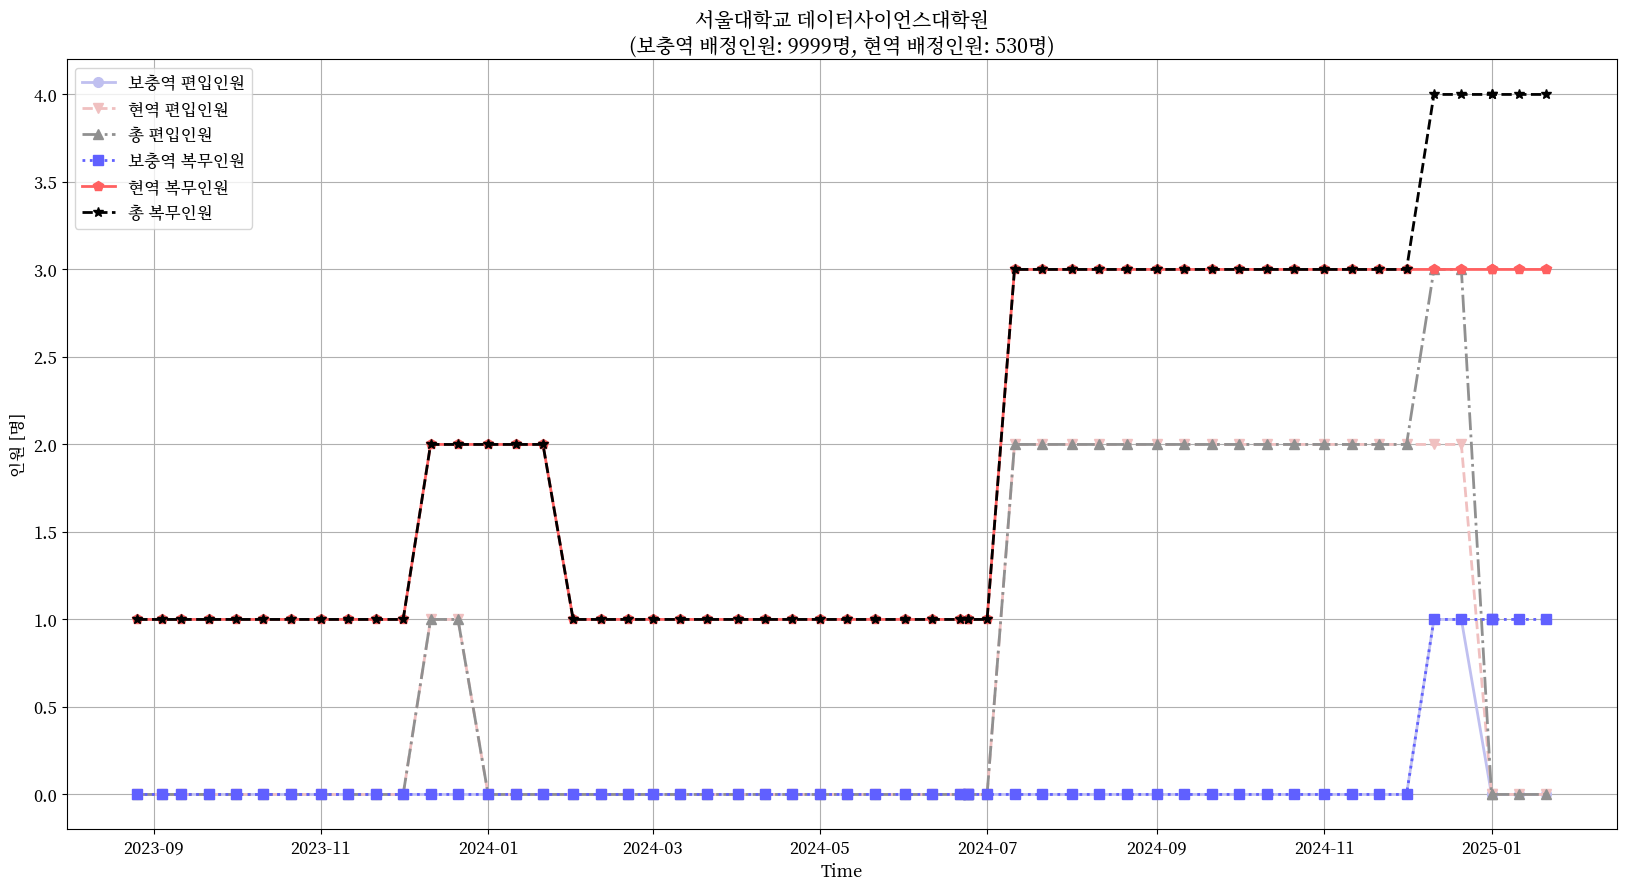 서울대학교 데이터사이언스대학원
(보충역 배정인원: 9999명, 현역 배정인원: 530명)
보충역 편입인원
현역 편입인원
총 편입인원
보충역 복무인원
현역 복무인원
총 복무인원
인원 [명]
4.0
3.5
3.0
2.5
2.0
1.5
1.0
0.5
0.0
2023-09
2023-11
2024-01
2024-03
2024-05
2024-07
2024-09
2024-11
2025-01
Time